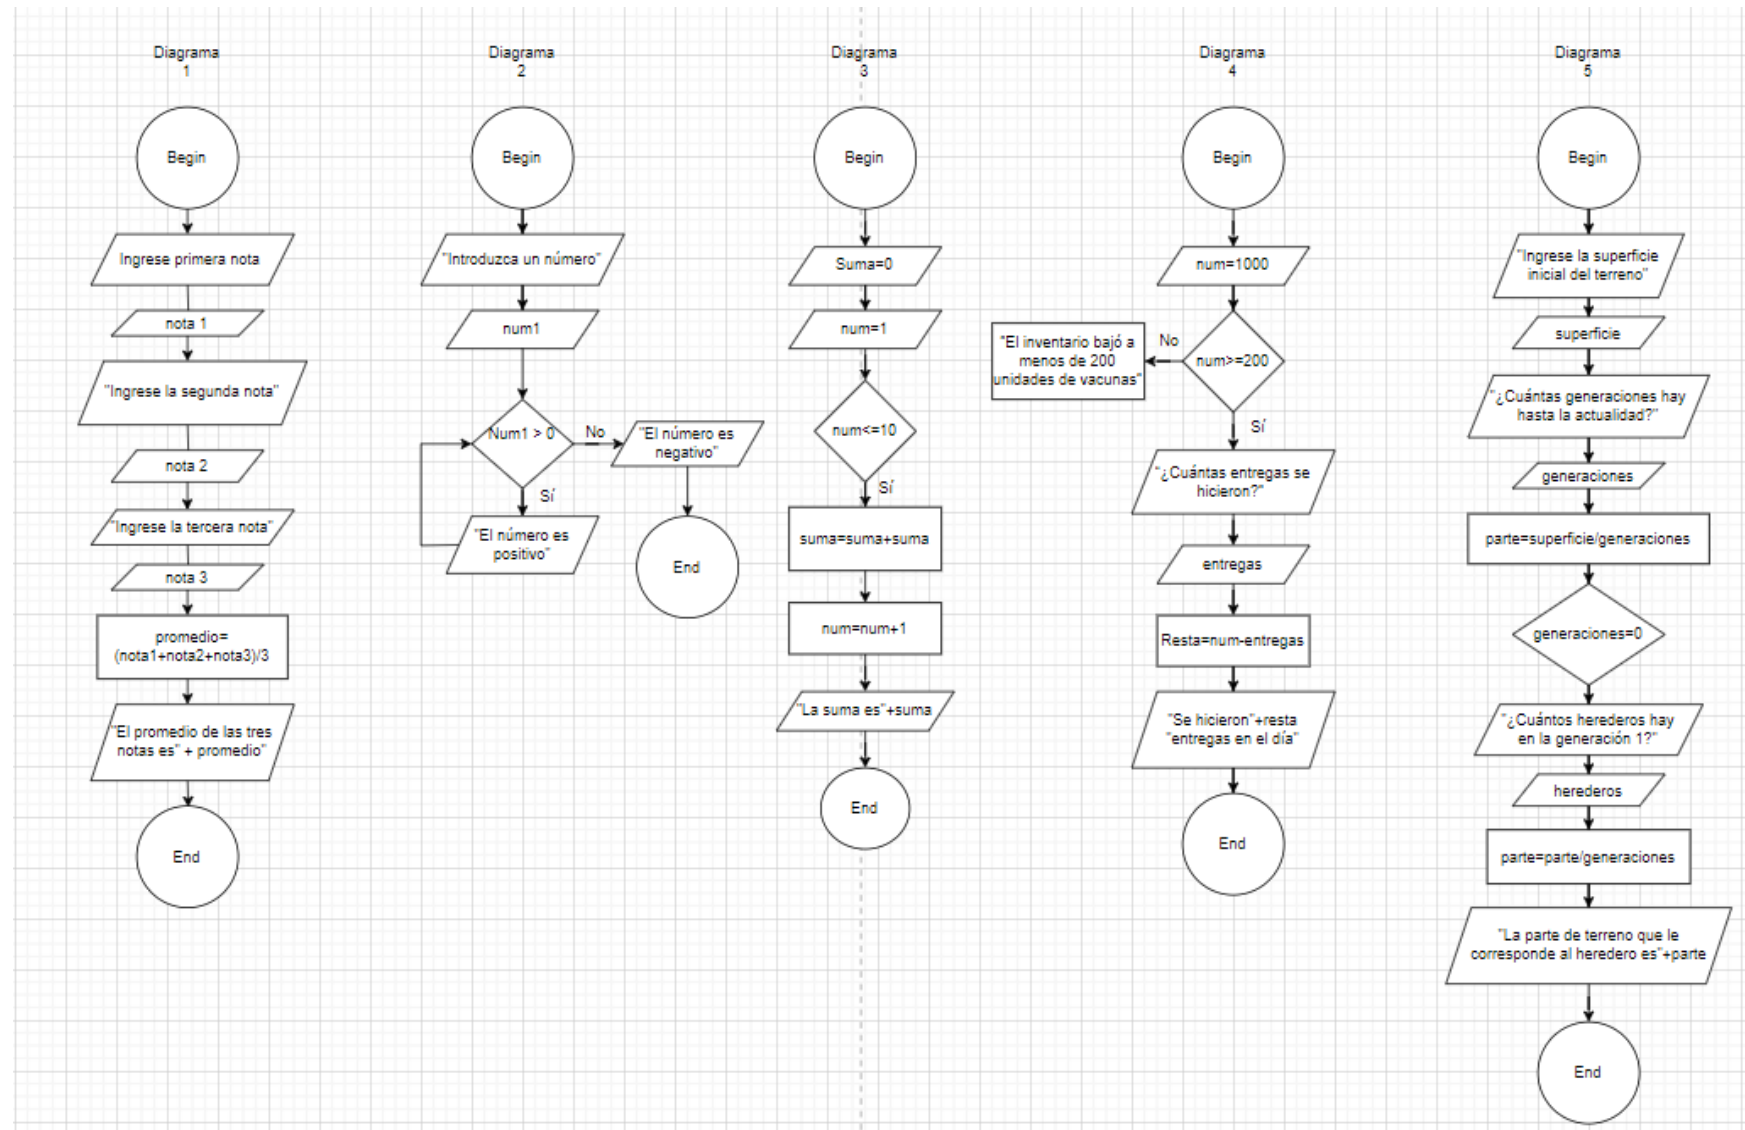 Diagrama
1
Begin
Ingrese primera nota
nota 1
"Ingrese la segunda nota"
nota 2
"Ingrese la tercera nota"
nota 3
promedio=
(nota1+nota2+nota3)/3
"El promedio de las tres
notas es" + promedio"
End
Diagrama
2
Begin
"Introduzca un número"
num1
Num1 > 0
No
"El número es
negativo"
Sí
"El número es
positivo"
End
Diagrama
3
Begin
Suma=0
num=1
num<=10
Sí
suma=suma+suma
num=num+1
"La suma es"+suma
End
Diagrama
4
Begin
num=1000
num>=200
No
"El inventario bajó a
menos de 200
unidades de vacunas"
Sí
"¿Cuántas entregas se
hicieron?"
entregas
Resta=num-entregas
"Se hicieron"+resta
"entregas en el día"
End
Diagrama
5
Begin
"Ingrese la superficie
inicial del terreno"
superficie
"¿Cuántas generaciones hay
hasta la actualidad?"
generaciones
parte=superficie/generaciones
generaciones=0
"¿Cuántos herederos hay
en la generación 1?"
herederos
parte=parte/generaciones
"La parte de terreno que le
corresponde al heredero es"+parte
End